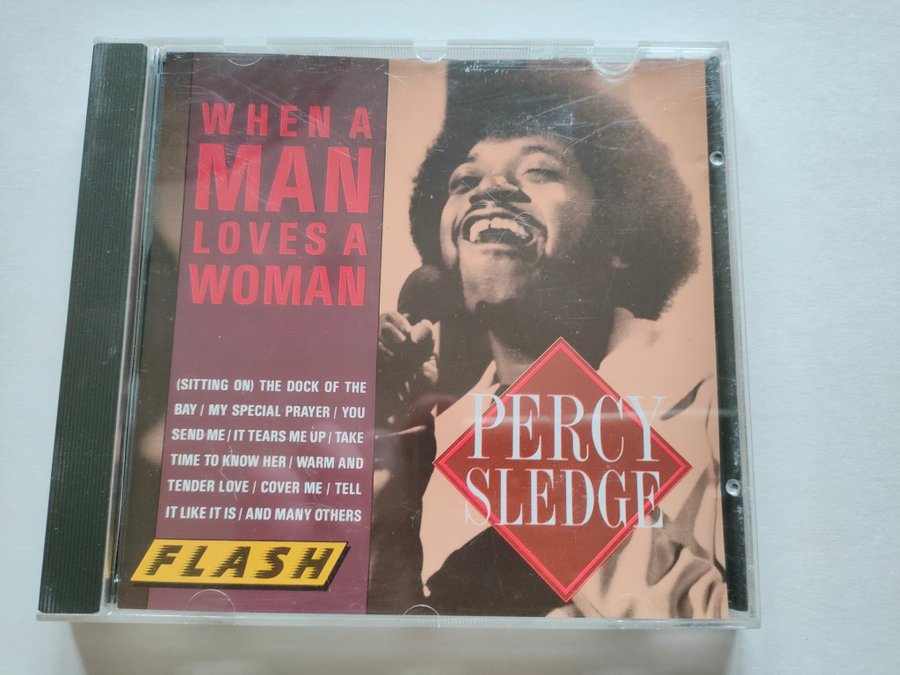 WHEN A
MAN
LOVES A
WOMAN
(SITTING ON) THE DOCK OF THE
BAY / MY SPECIAL PRAYER / YOU
SEND ME / IT TEARS ME UP / TAKE
TIME TO KNOW HER / WARM AND
TENDER LOVE / COVER ME / TELL
IT LIKE IT IS / AND MANY OTHERS
FLASH
PERCY
SLEDGE